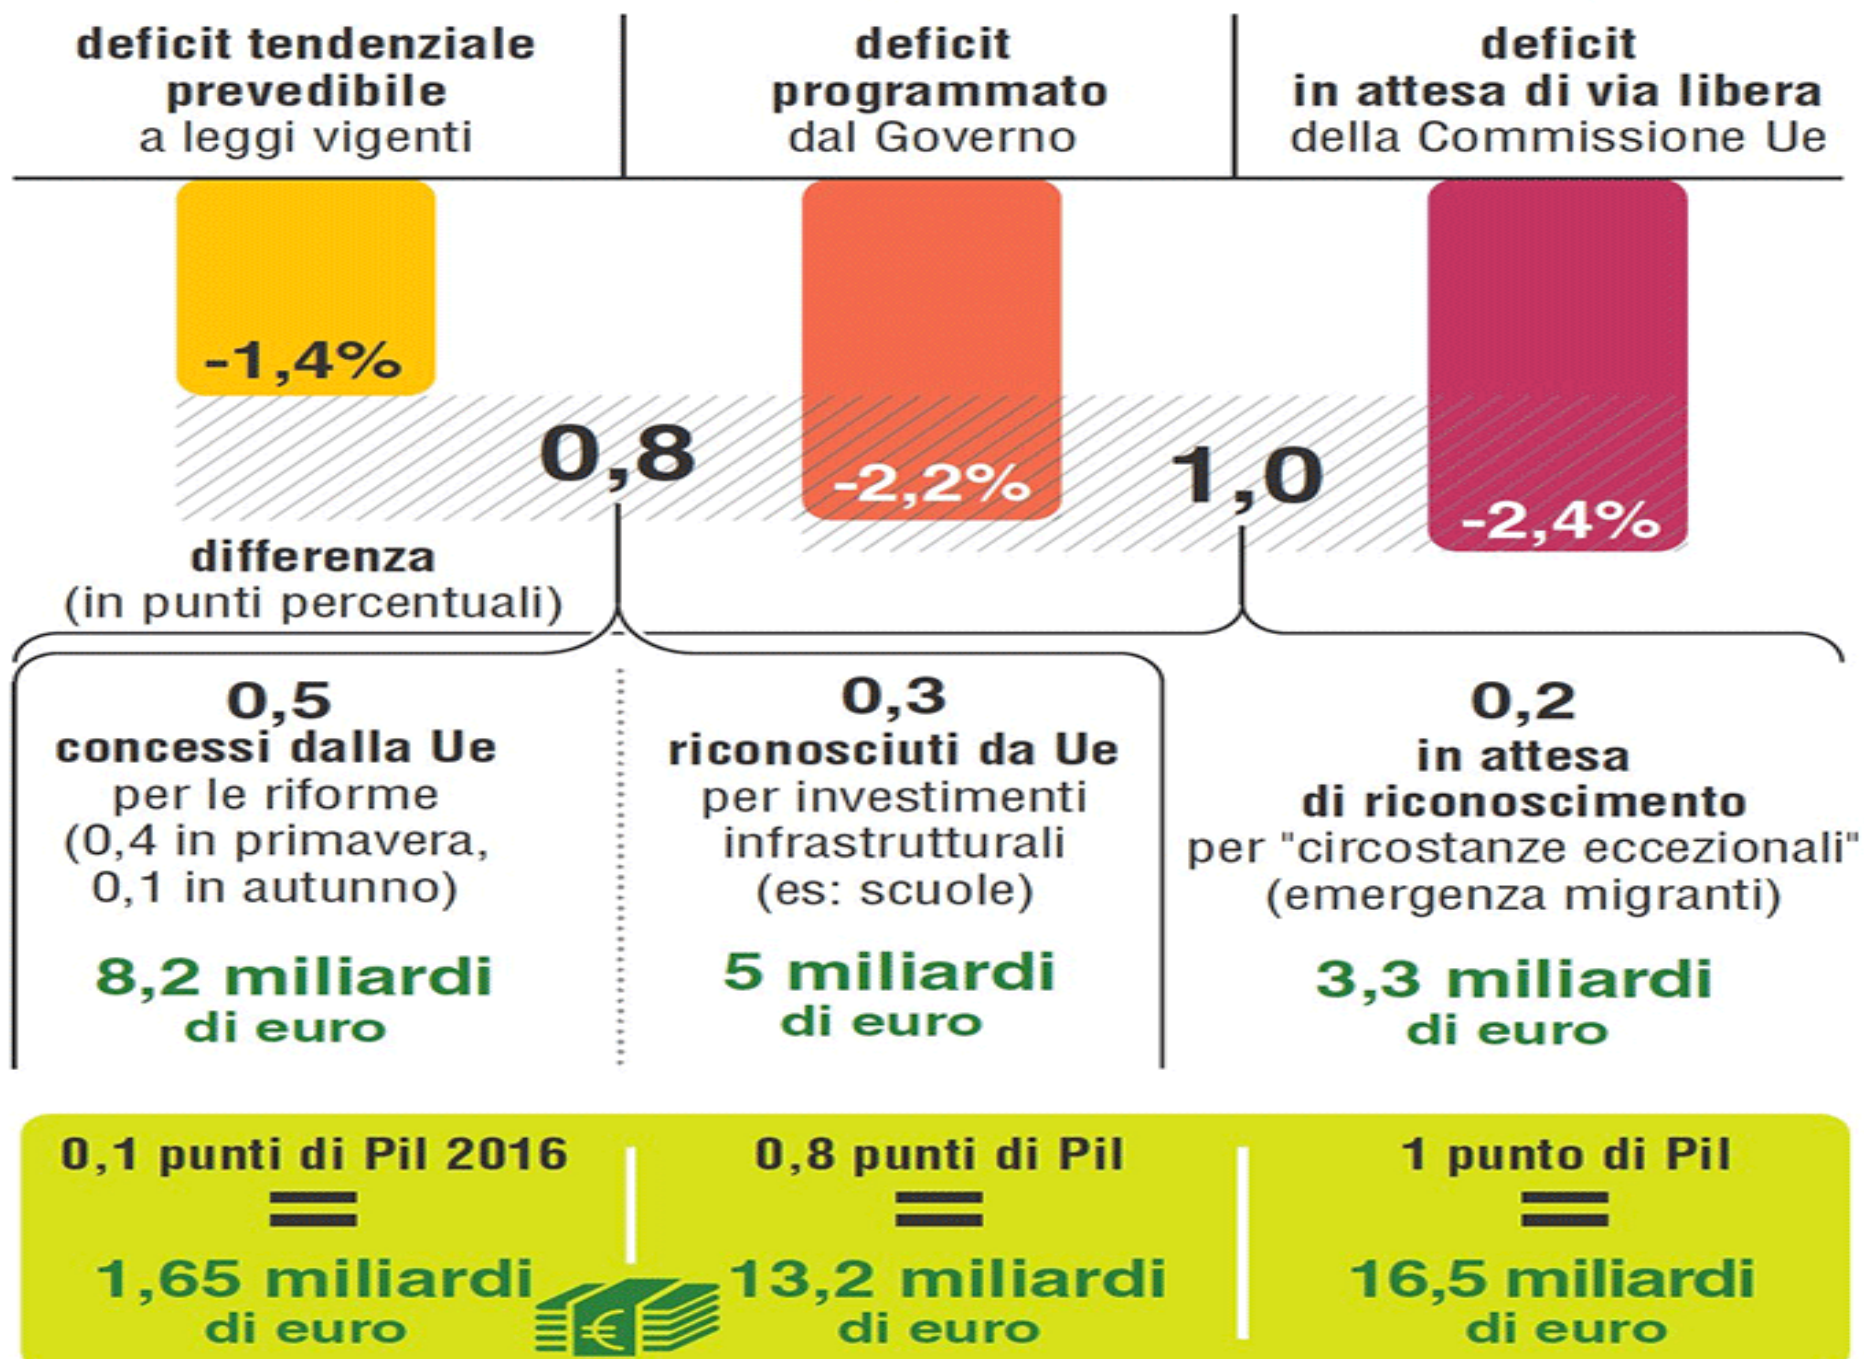 deficit tendenziale
prevedibile
a leggi vigenti
deficit
programmato
dal Governo
deficit
in attesa di via libera
della Commissione Ue
-1,4%
0,8
-2,2%
1,0
-2,4%
differenza
(in punti percentuali)
0,5
concessi dalla Ue
per le riforme
(0,4 in primavera,
0,1 in autunno)
8,2 miliardi
di euro
0,3
riconosciuti da Ue
per investimenti
infrastrutturali
(es: scuole)
5 miliardi
di euro
0,2
in attesa
di riconoscimento
per "circostanze eccezionali"
(emergenza migranti)
3,3 miliardi
di euro
0,1 punti di Pil 2016
=
1,65 miliardi
di euro
€
0,8 punti di Pil
=
13,2 miliardi
di euro
1 punto di Pil
=
16,5 miliardi
di euro